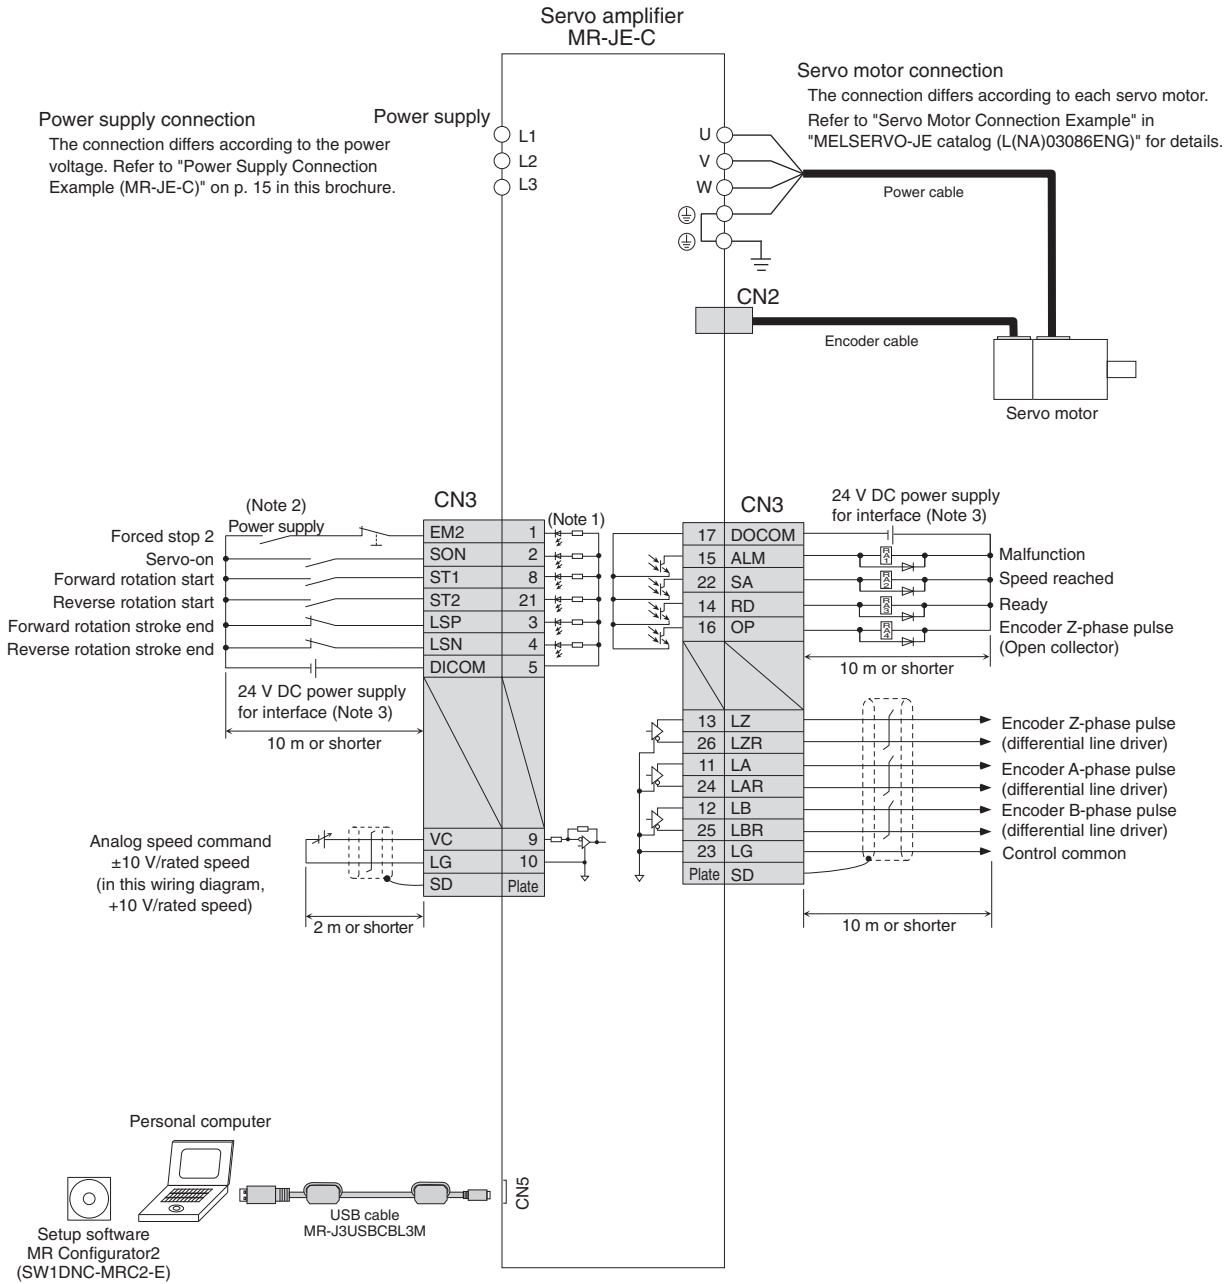 Servo amplifier
MR-JE-C
Power supply connection
The connection differs according to the power
voltage. Refer to "Power Supply Connection
Example (MR-JE-C)" on p. 15 in this brochure.
Power supply
L1
L2
L3
U
V
W
Servo motor connection
The connection differs according to each servo motor.
Refer to "Servo Motor Connection Example" in
"MELSERVO-JE catalog (L(NA)03086ENG)" for details.
Power cable
CN2
Encoder cable
Servo motor
CN3
(Note 2)
Power supply
(Note 1)
Forced stop 2
EM2 1
Servo-on
SON 2
Forward rotation start
ST1 8
Reverse rotation start
ST2 21
Forward rotation stroke end
LSP 3
Reverse rotation stroke end
LSN 4
DICOM 5
24 V DC power supply
for interface (Note 3)
10 m or shorter
Analog speed command
±10 V/rated speed
(in this wiring diagram,
+10 V/rated speed)
VC 9
LG 10
SD Plate
2 m or shorter
CN3
24 V DC power supply
for interface (Note 3)
17 DOCOM
15 ALM
RA1
Malfunction
22 SA
RA2
Speed reached
14 RD
RA3
Ready
16 OP
RA4
Encoder Z-phase pulse
(Open collector)
10 m or shorter
13 LZ
Encoder Z-phase pulse
26 LZR
(differential line driver)
11 LA
Encoder A-phase pulse
24 LAR
(differential line driver)
12 LB
Encoder B-phase pulse
25 LBR
(differential line driver)
23 LG
Control common
Plate SD
10 m or shorter
Personal computer
CN5
USB cable
MR-J3USBCBL3M
Setup software
MR Configurator2
(SW1DNC-MRC2-E)